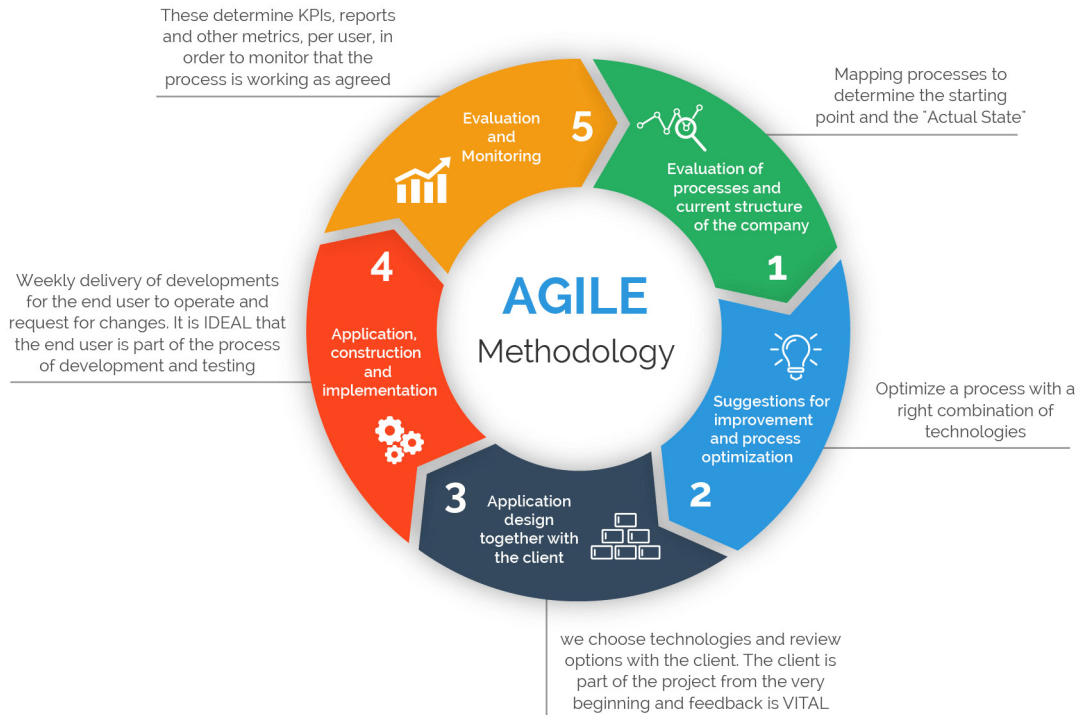 These determine KPIs, reports
and other metrics, per user, in
order to monitor that the
process is working as agreed
Mapping processes to
determine the starting
point and the "Actual State"
5
Evaluation
and
Monitoring
Evaluation of
processes and
current structure
of the company
1
4
Application,
construction
and
implementation
Weekly delivery of developments
for the end user to operate and
request for changes. It is IDEAL that
the end user is part of the process
of development and testing
AGILE
Methodology
Suggestions for
improvement
and process
optimization
2
Optimize a process with a
right combination of
technologies
3
Application
design
together with
the client
we choose technologies and review
options with the client. The client is
part of the project from the very
beginning and feedback is VITAL